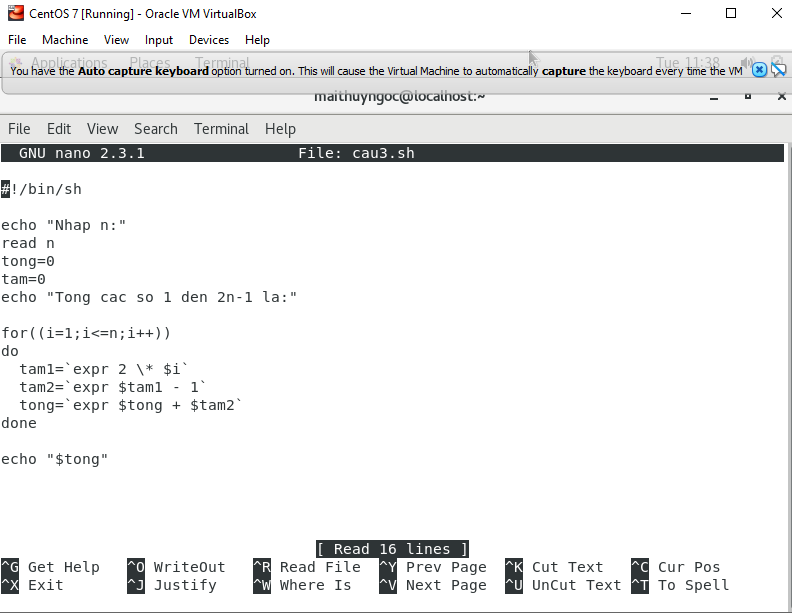 CentOS 7 [Running] - Oracle VM VirtualBox
File Machine View Input Devices Help
Applications Places Terminal Tue 11:38
You have the Auto capture keyboard option turned on. This will cause the Virtual Machine to automatically capture the keyboard every time the VM
maithuyngoc@localhost:~
File Edit View Search Terminal Help
GNU nano 2.3.1 File: cau3.sh
#!/bin/sh
echo "Nhap n:"
read n
tong=0
tam=0
echo "Tong cac so 1 den 2n-1 la:"
for((i=1;i<=n;i++))
do
  tam1=`expr 2 \* $i`
  tam2=`expr $tam1 - 1`
  tong=`expr $tong + $tam2`
done
echo "$tong"
[ Read 16 lines ]
^G Get Help ^O WriteOut ^R Read File ^Y Prev Page ^K Cut Text ^C Cur Pos
^X Exit ^J Justify ^W Where Is ^V Next Page ^U UnCut Text ^T To Spell